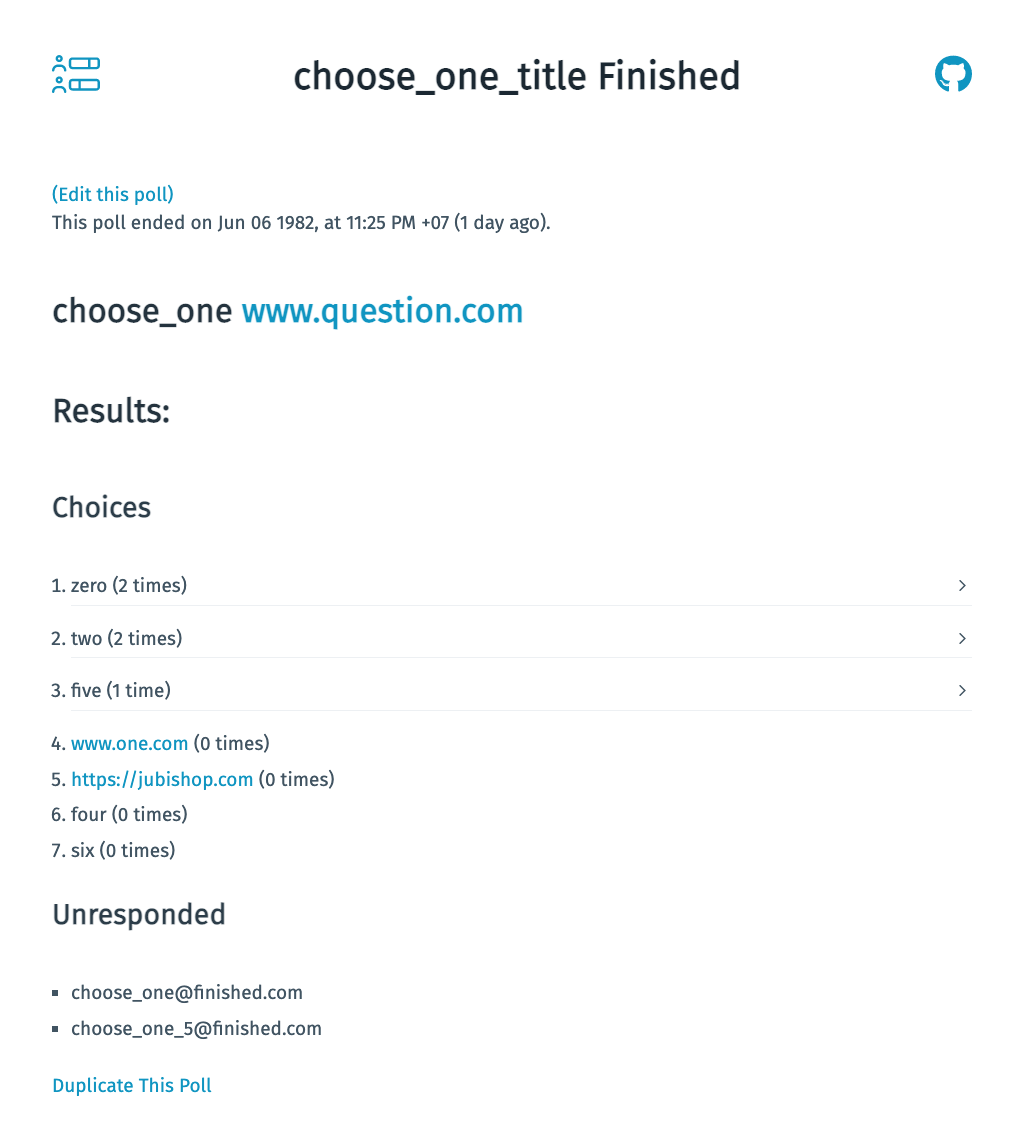 choose_one_title Finished
(Edit this poll)
This poll ended on Jun 06 1982, at 11:25 PM +07 (1 day ago).
choose_one www.question.com
Results:
Choices
1. zero (2 times)
2. two (2 times)
3. five (1 time)
4. www.one.com (0 times)
5. https://jubishop.com (0 times)
6. four (0 times)
7. six (0 times)
Unresponded
choose_one@finished.com
choose_one_5@finished.com
Duplicate This Poll